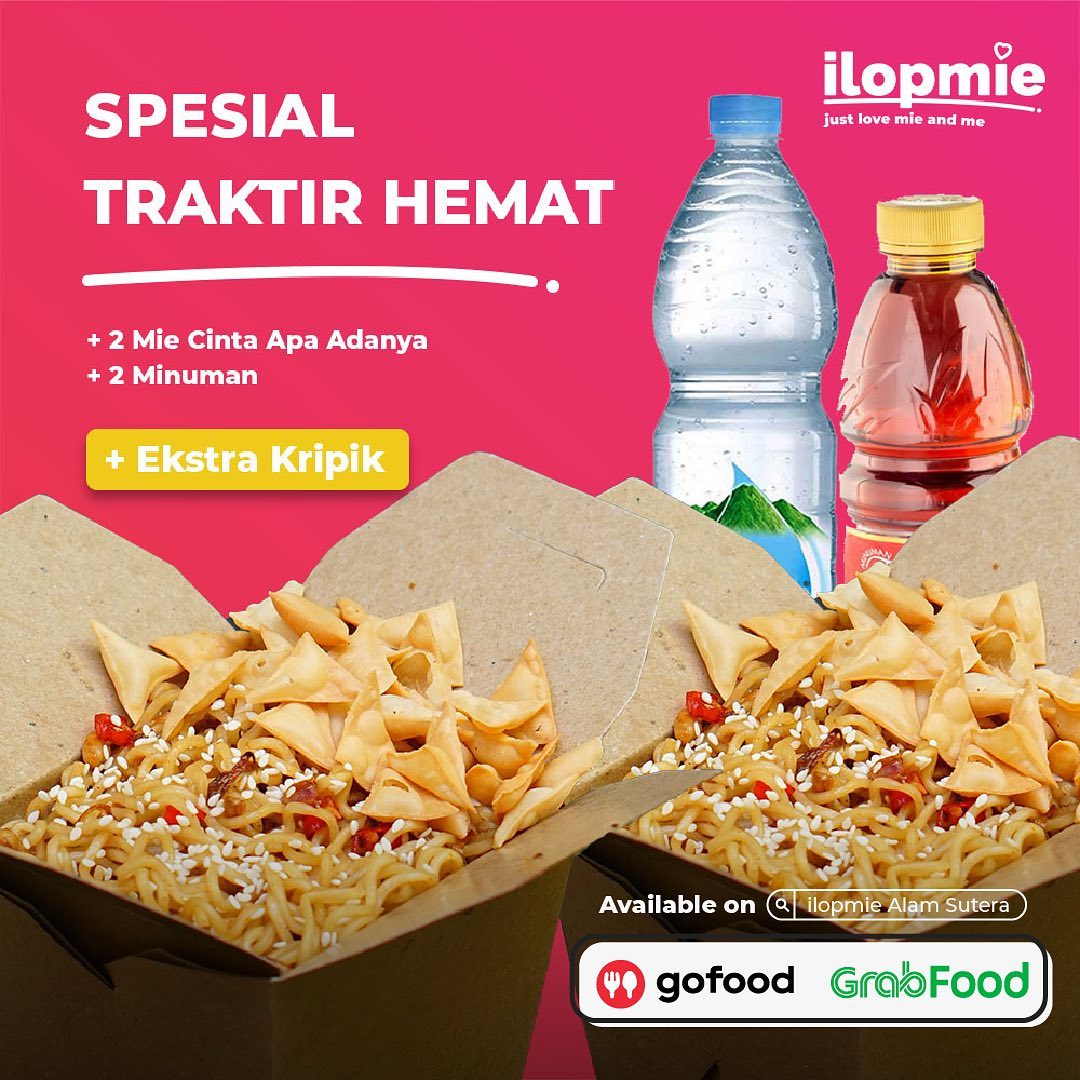 ilopmie
just love mie and me
SPESIAL
TRAKTIR HEMAT
+ 2 Mie Cinta Apa Adanya
+ 2 Minuman
+ Ekstra Kripik
MINUMAN
Available on ilopmie Alam Sutera
gofood GrabFood